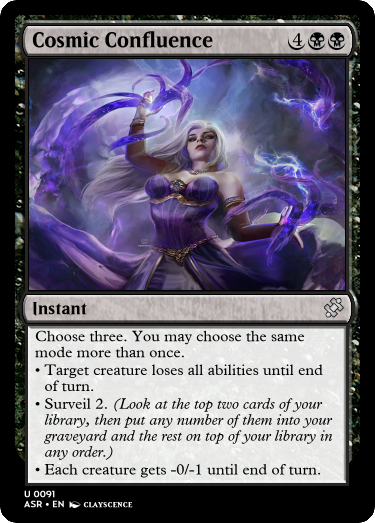 Cosmic Confluence 4
Instant
Choose three. You may choose the same
mode more than once.
• Target creature loses all abilities until end
of turn.
• Surveil 2. (Look at the top two cards of your
library, then put any number of them into your
graveyard and the rest on top of your library in
any order.)
• Each creature gets -0/-1 until end of turn.
U 0091
ASR • EN CLAYSCIENCE